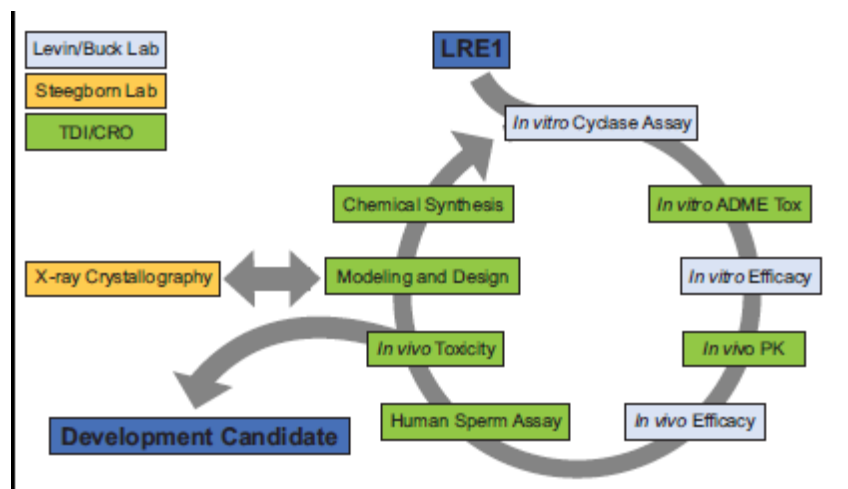 Levin/Buck Lab
Steegborn Lab
TDI/CRO
LRE1
In vitro Cyclase Assay
In vitro ADME Tox
In vitro Efficacy
In vivo PK
In vivo Efficacy
Human Sperm Assay
In vivo Toxicity
Modeling and Design
Chemical Synthesis
X-ray Crystallography
Development Candidate